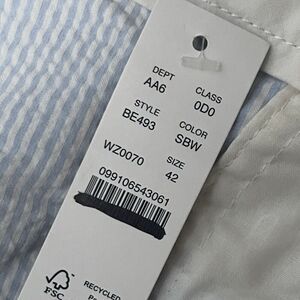 DEPT CLASS
AA6 0D0
STYLE COLOR
BE493 SBW
WZ0070 SIZE
42
099106543061
RECYCLED
FSC